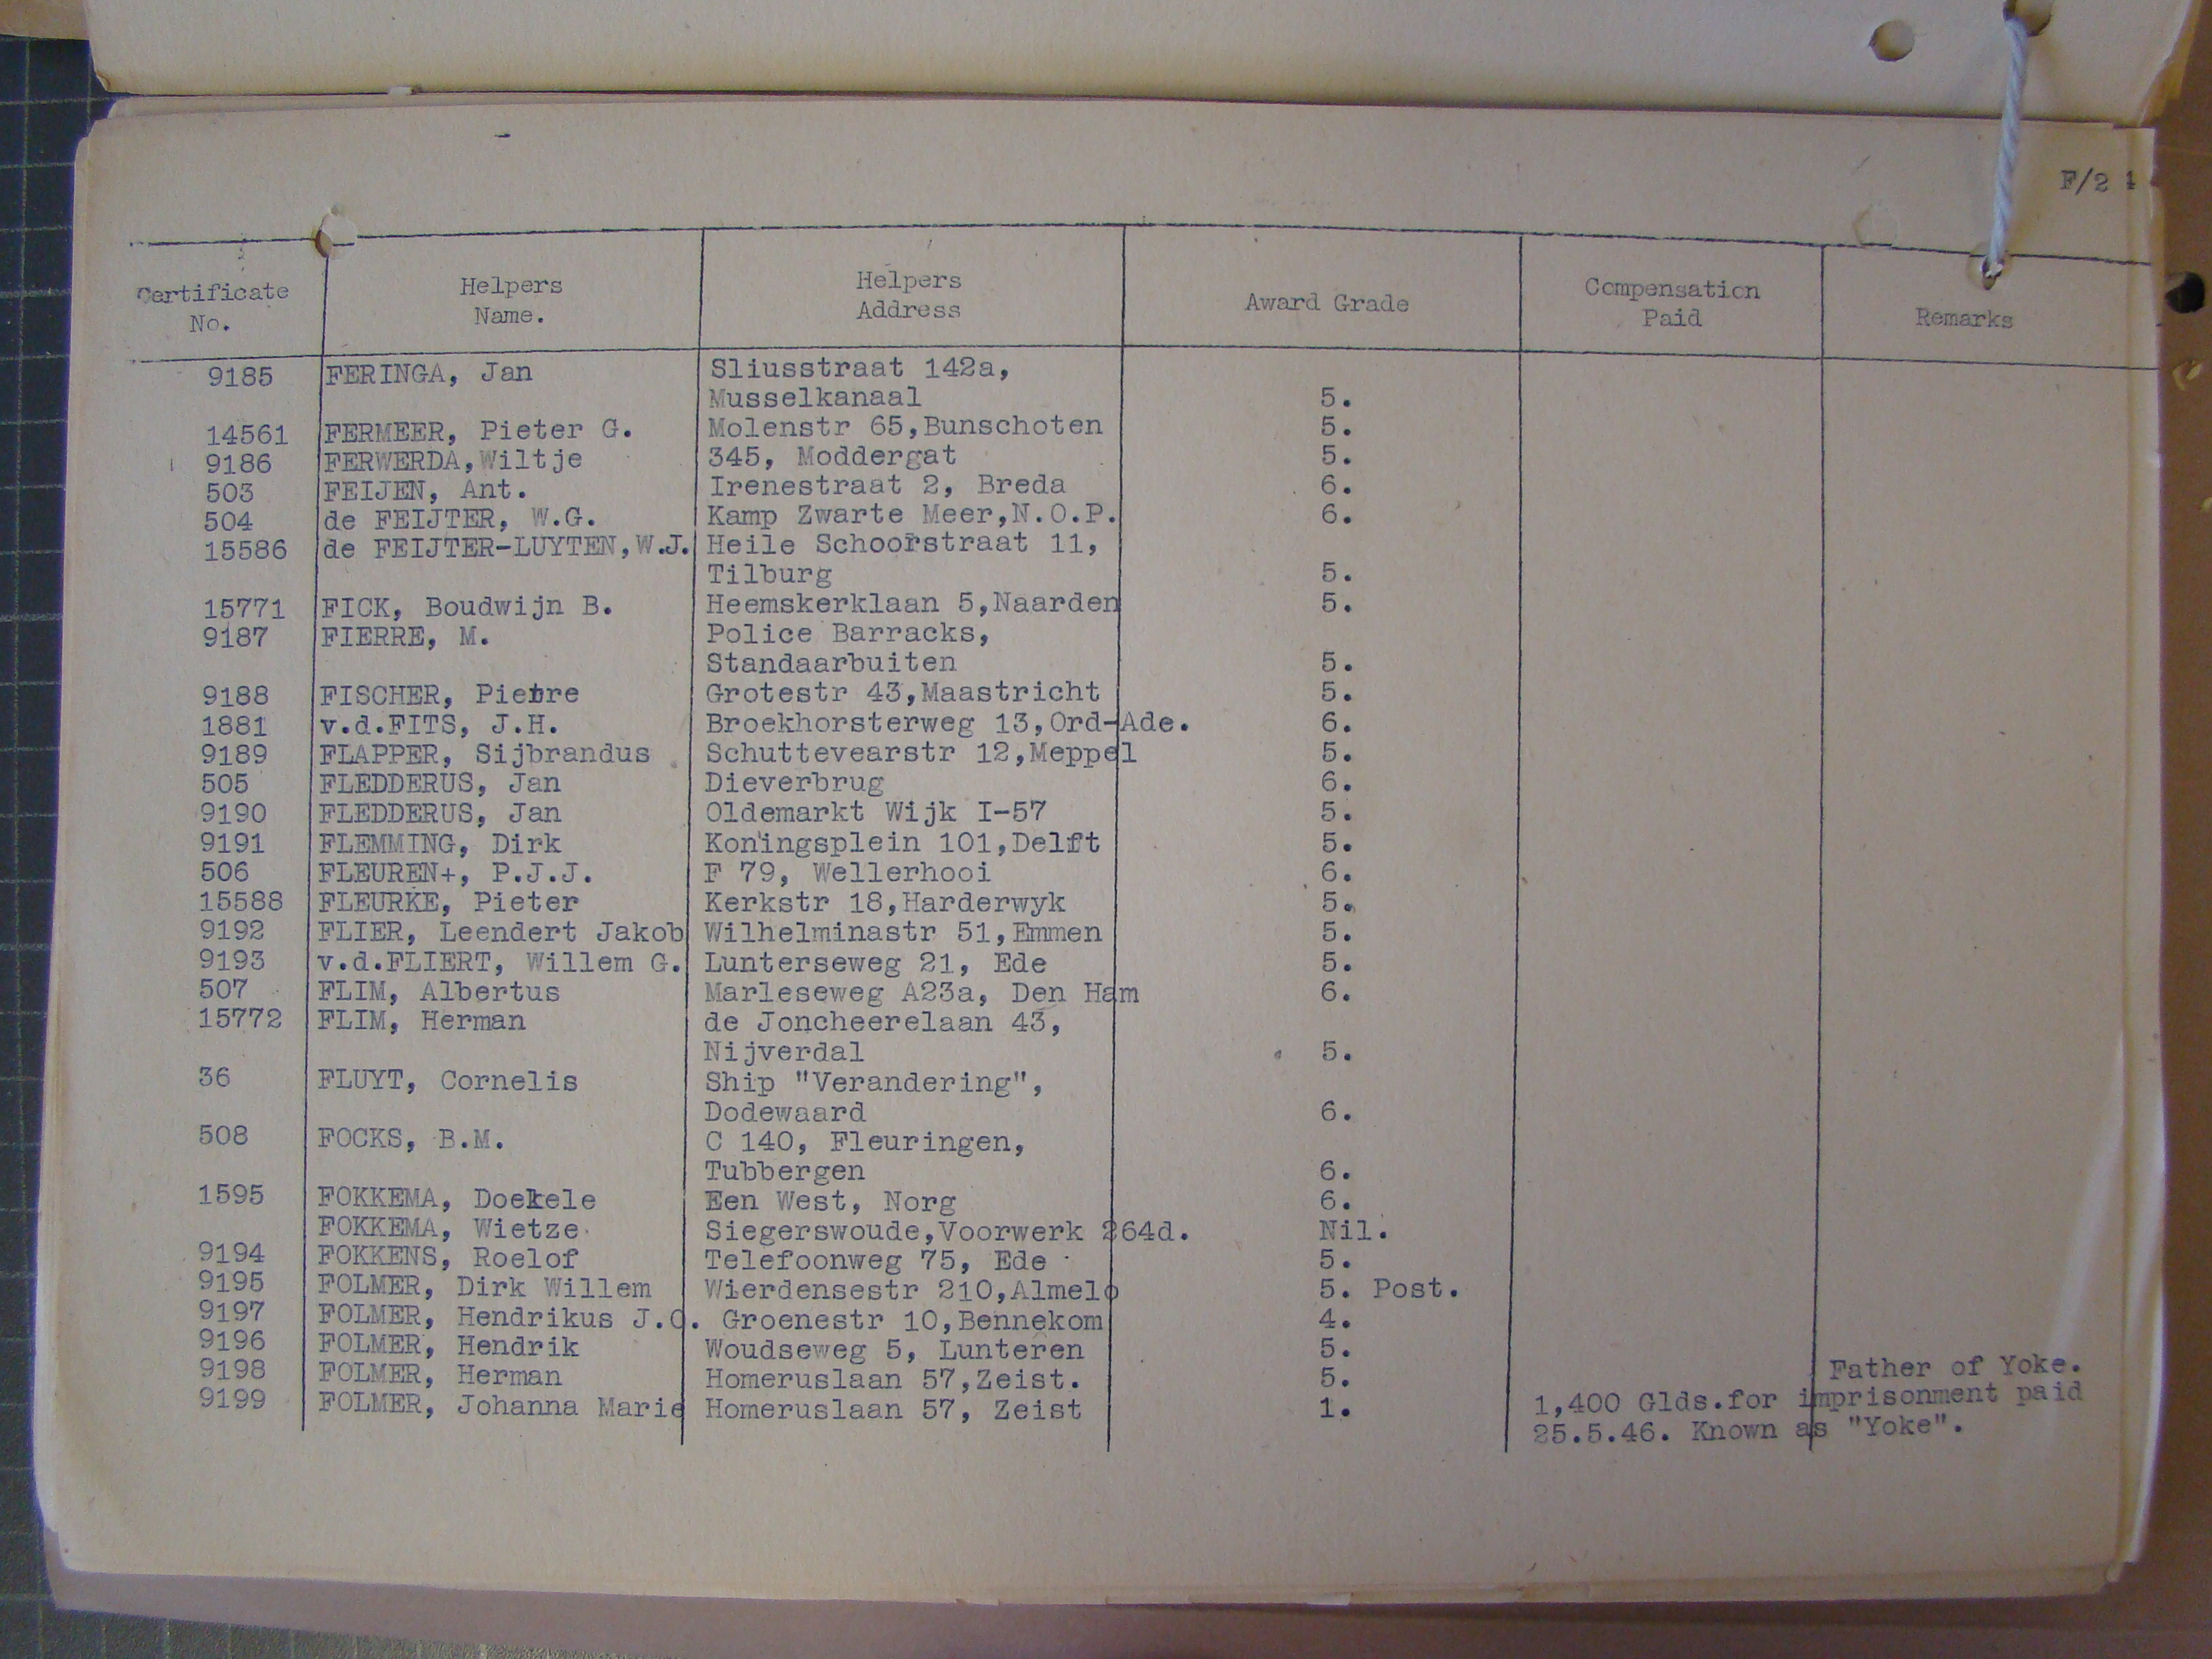 F/2
Certificate No. Helpers Name. Helpers Address Award Grade Compensation Paid Remarks
9185 FERINGA, Jan Sliusstraat 142a,
Musselkanaal 5.
14561 FERMEER, Pieter G. Molenstr 65,Bunschoten 5.
9186 FERWERDA,Wiltje 345, Moddergat 5.
503 FEIJEN, Ant. Irenestraat 2, Breda 6.
504 de FEIJTER, W.G. Kamp Zwarte Meer,N.O.P. 6.
15586 de FEIJTER-LUYTEN,W.J. Heile Schoorstraat 11,
Tilburg 5.
15771 FICK, Boudwijn B. Heemskerklaan 5,Naarden 5.
9187 FIERRE, M. Police Barracks,
Standaarbuiten 5.
9188 FISCHER, Pierre Grotestr 43,Maastricht 5.
1881 v.d.FITS, J.H. Broekhorsterweg 13,Ord-Ade. 6.
9189 FLAPPER, Sijbrandus Schuttevearstr 12,Meppel 5.
505 FLEDDERUS, Jan Dieverbrug 6.
9190 FLEDDERUS, Jan Oldemarkt Wijk I-57 5.
9191 FLEMMING, Dirk Koningsplein 101,Delft 5.
506 FLEUREN+, P.J.J. F 79, Wellerhooi 6.
15588 FLEURKE, Pieter Kerkstr 18,Harderwyk 5.
9192 FLIER, Leendert Jakob Wilhelminastr 51,Emmen 5.
9193 v.d.FLIERT, Willem G. Lunterseweg 21, Ede 5.
507 FLIM, Albertus Marleseweg A23a, Den Ham 6.
15772 FLIM, Herman de Joncheerelaan 43,
Nijverdal 5.
36 FLUYT, Cornelis Ship "Verandering",
Dodewaard 6.
508 FOCKS, B.M. C 140, Fleuringen,
Tubbergen 6.
1595 FOKKEMA, Doekele Een West, Norg 6.
FOKKEMA, Wietze Siegerswoude,Voorwerk 264d. Nil.
9194 FOKKENS, Roelof Telefoonweg 75, Ede 5.
9195 FOLMER, Dirk Willem Wierdensestr 210,Almelo 5. Post.
9197 FOLMER, Hendrikus J.C. Groenestr 10,Bennekom 4.
9196 FOLMER, Hendrik Woudseweg 5, Lunteren 5.
9198 FOLMER, Herman Homeruslaan 57,Zeist. 5. Father of Yoke.
9199 FOLMER, Johanna Marie Homeruslaan 57, Zeist 1. 1,400 Glds.for imprisonment paid
25.5.46. Known as "Yoke".